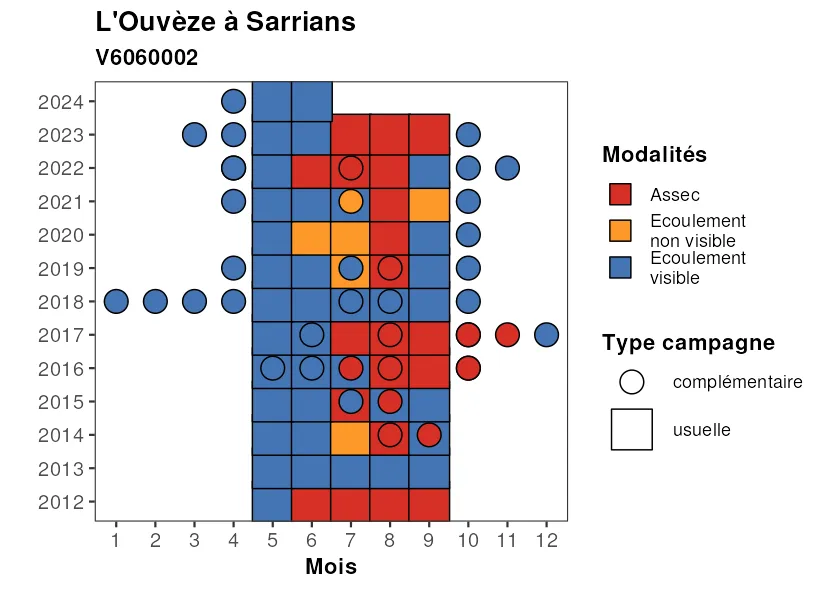 L'Ouvèze à Sarrians
V6060002
2024
2023
2022
2021
2020
2019
2018
2017
2016
2015
2014
2013
2012
1 2 3 4 5 6 7 8 9 10 11 12
Mois
Modalités
Assec
Ecoulement
non visible
Ecoulement
visible
Type campagne
complémentaire
usuelle